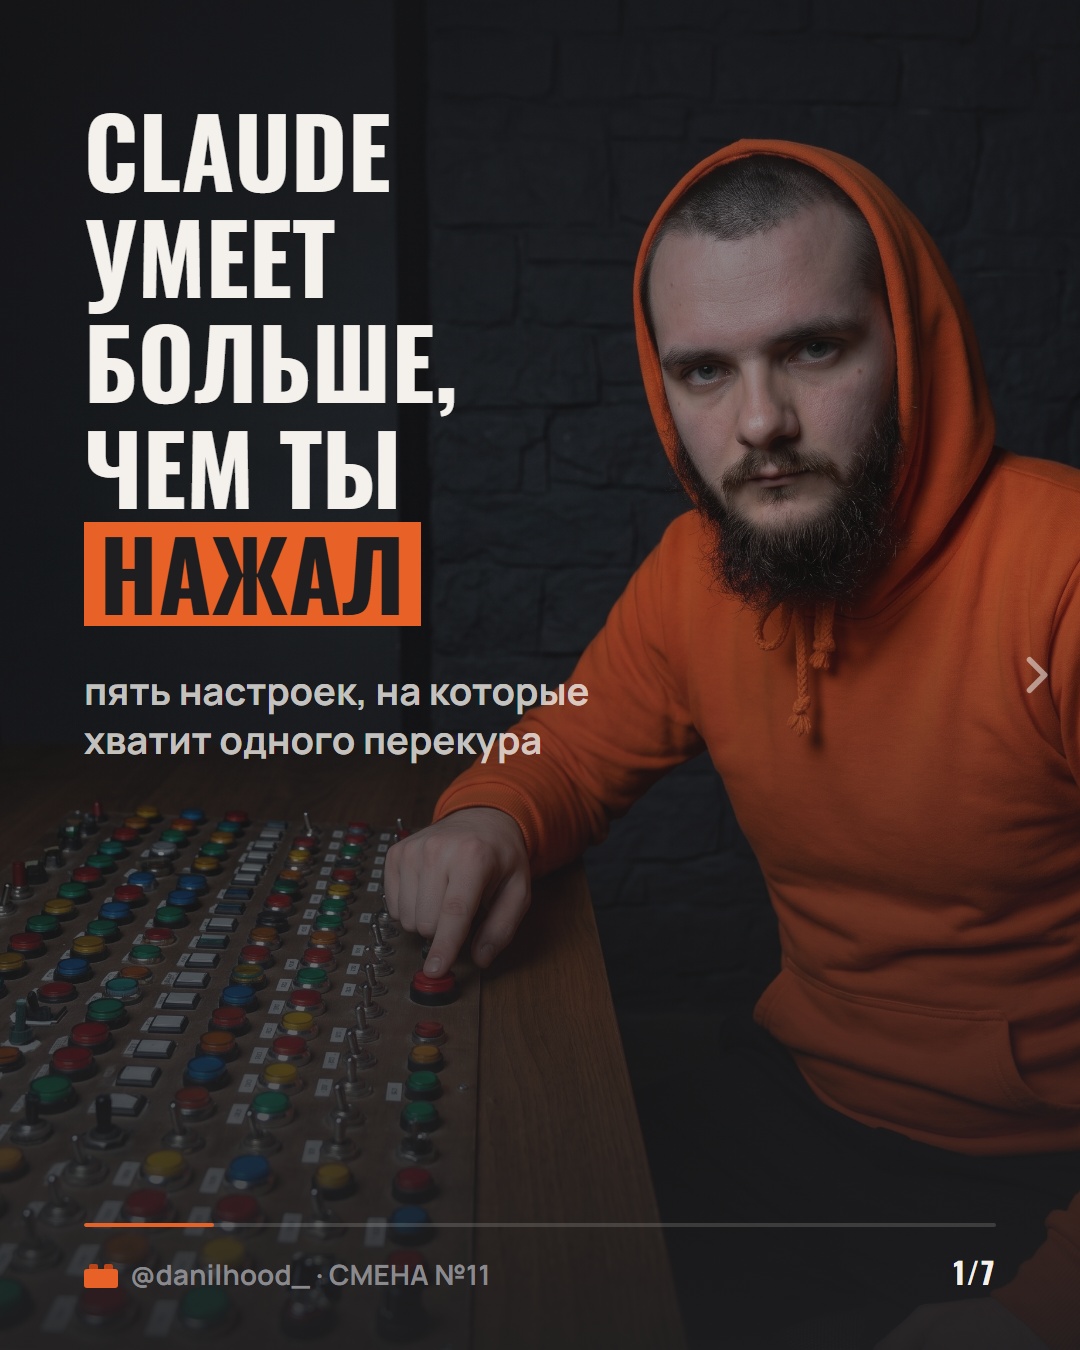 CLAUDE
УМЕЕТ
БОЛЬШЕ,
ЧЕМ ТЫ
НАЖАЛ
пять настроек, на которые
хватит одного перекура
@danilhood_ · СМЕНА №11
1/7